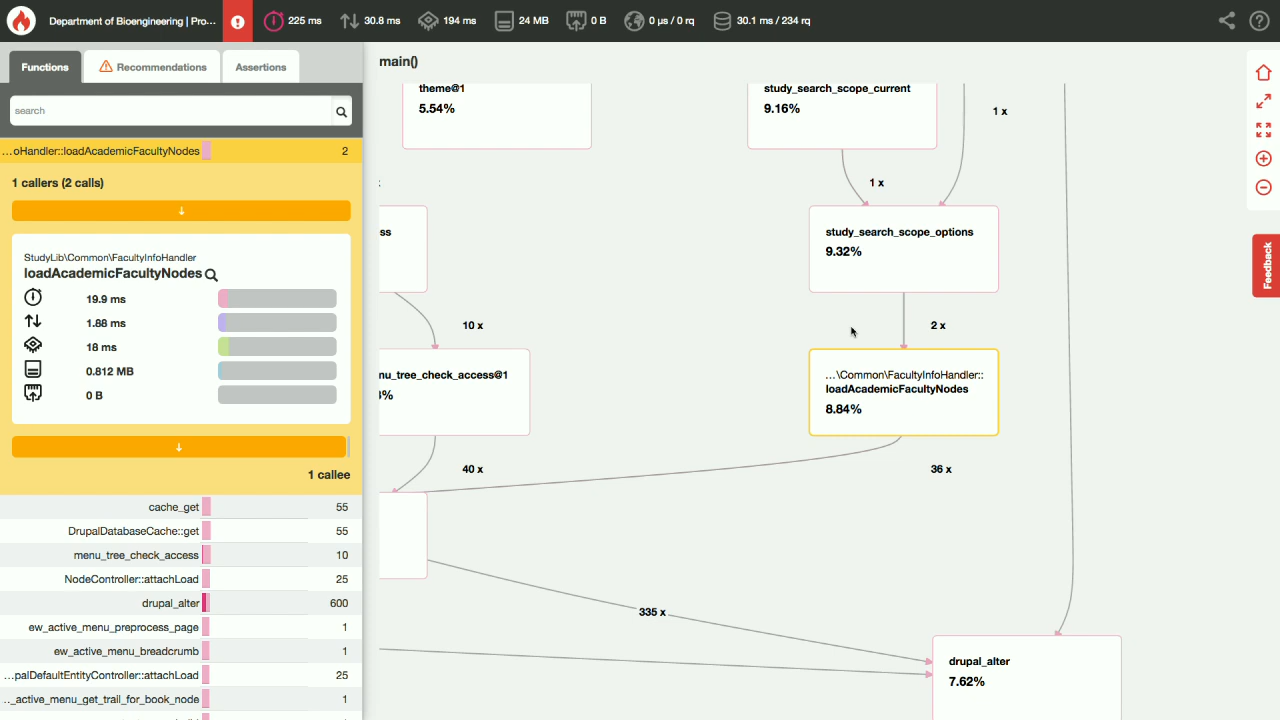 Department of Bioengineering | Pro...
225 ms
30.8 ms
194 ms
24 MB
0 B
0 µs / 0 rq
30.1 ms / 234 rq
Functions
Recommendations
Assertions
search
...oHandler::loadAcademicFacultyNodes
2
1 callers (2 calls)
StudyLib\Common\FacultyInfoHandler
loadAcademicFacultyNodes
19.9 ms
1.88 ms
18 ms
0.812 MB
0 B
1 callee
cache_get
55
DrupalDatabaseCache::get
55
menu_tree_check_access
10
NodeController::attachLoad
25
drupal_alter
600
ew_active_menu_preprocess_page
1
ew_active_menu_breadcrumb
1
...palDefaultEntityController::attachLoad
25
..._active_menu_get_trail_for_book_node
1
main()
theme@1
5.54%
study_search_scope_current
9.16%
1 x
1 x
ss
study_search_scope_options
9.32%
10 x
2 x
nu_tree_check_access@1
%
...\Common\FacultyInfoHandler::
loadAcademicFacultyNodes
8.84%
40 x
36 x
335 x
drupal_alter
7.62%
Feedback